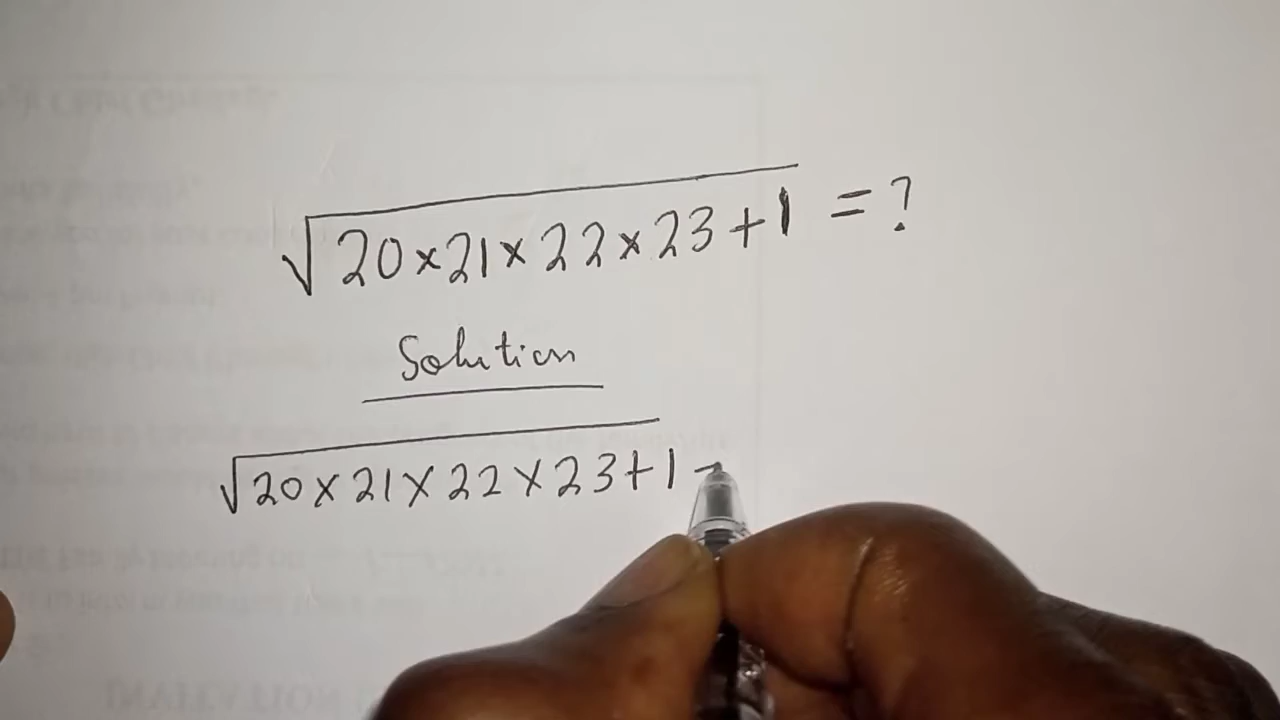 √20×21×22×23+1 = ?
Solution
√20×21×22×23+1